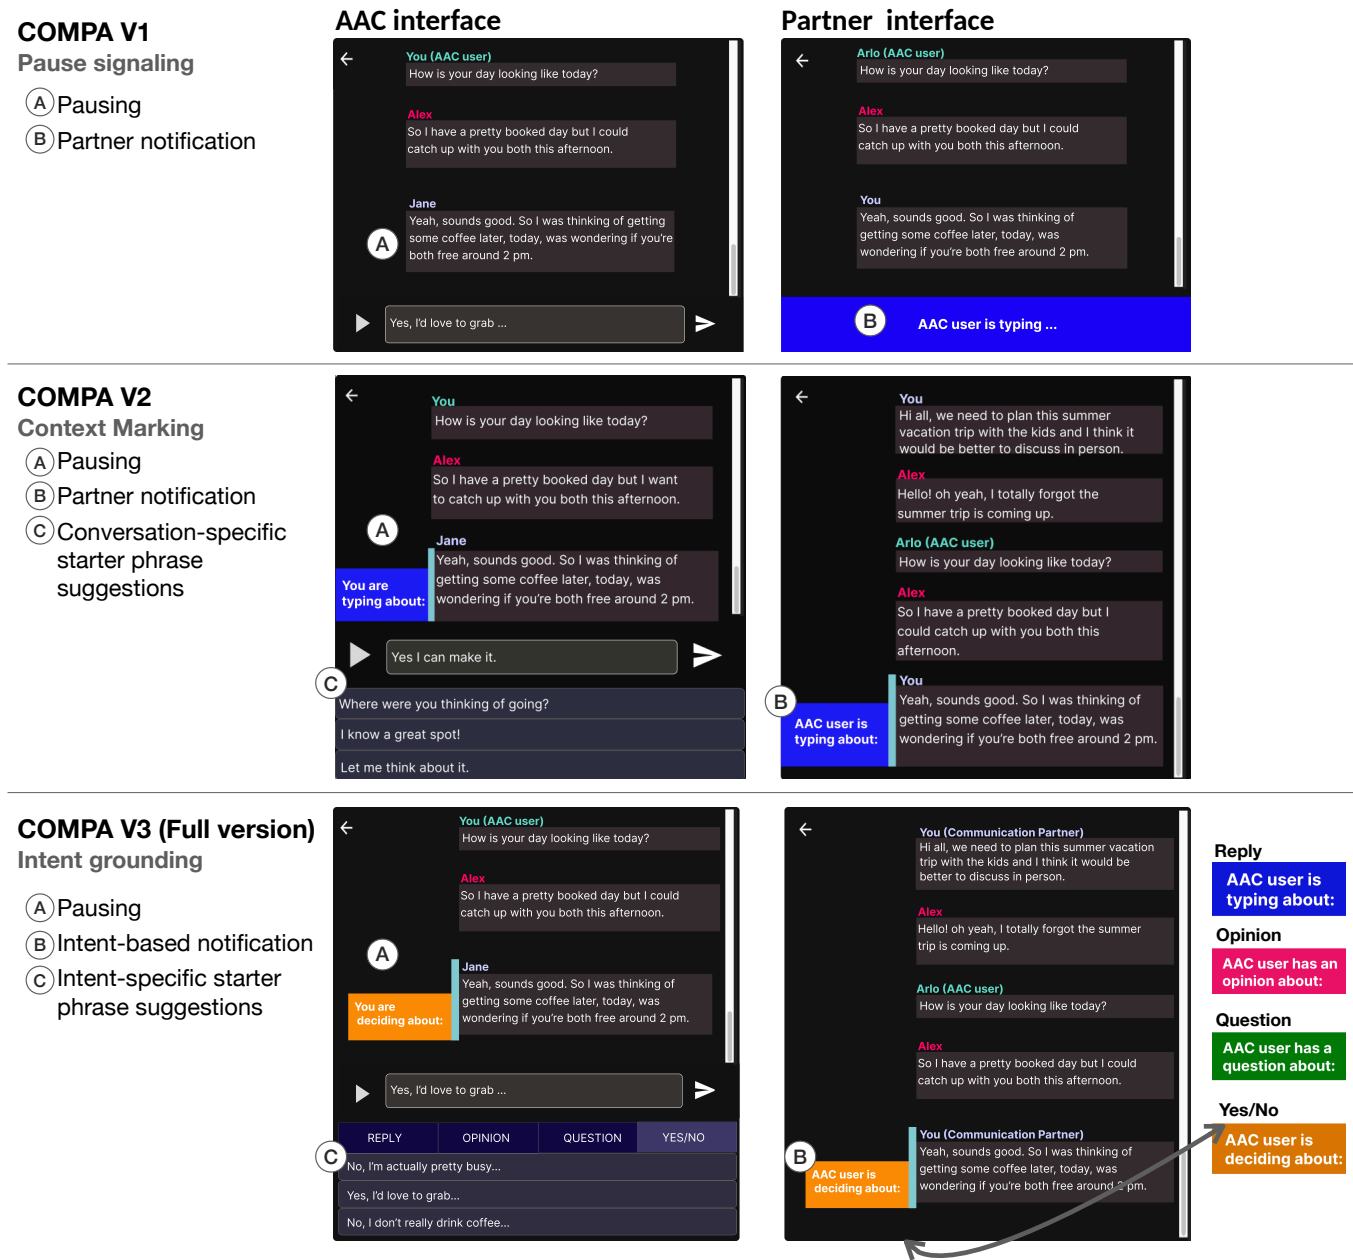 AAC interface
Partner interface
COMPA V1
Pause signaling
A Pausing
B Partner notification
You (AAC user)
How is your day looking like today?
Alex
So I have a pretty booked day but I could
catch up with you both this afternoon.
Jane
Yeah, sounds good. So I was thinking of getting
some coffee later, today, was wondering if you're
both free around 2 pm.
A
Yes, I'd love to grab ...
Arlo (AAC user)
How is your day looking like today?
Alex
So I have a pretty booked day but I could
catch up with you both this afternoon.
You
Yeah, sounds good. So I was thinking of
getting some coffee later, today, was
wondering if you're both free around 2 pm.
B
AAC user is typing ...
COMPA V2
Context Marking
A Pausing
B Partner notification
C Conversation-specific
starter phrase
suggestions
You
How is your day looking like today?
Alex
So I have a pretty booked day but I want
to catch up with you both this afternoon.
A
Jane
Yeah, sounds good. So I was thinking of
getting some coffee later, today, was
wondering if you're both free around 2 pm.
You are
typing about:
Yes I can make it.
C
Where were you thinking of going?
I know a great spot!
Let me think about it.
You
Hi all, we need to plan this summer
vacation trip with the kids and I think it
would be better to discuss in person.
Alex
Hello! oh yeah, I totally forgot the
summer trip is coming up.
Arlo (AAC user)
How is your day looking like today?
Alex
So I have a pretty booked day but I
could catch up with you both this
afternoon.
You
Yeah, sounds good. So I was thinking of
getting some coffee later, today, was
wondering if you're both free around 2 pm.
B
AAC user is
typing about:
COMPA V3 (Full version)
Intent grounding
A Pausing
B Intent-based notification
C Intent-specific starter
phrase suggestions
You (AAC user)
How is your day looking like today?
Alex
So I have a pretty booked day but I could
catch up with you both this afternoon.
A
Jane
Yeah, sounds good. So I was thinking of
getting some coffee later, today, was
wondering if you're both free around 2 pm.
You are
deciding about:
Yes, I'd love to grab ...
REPLY OPINION QUESTION YES/NO
C
No, I'm actually pretty busy...
Yes, I'd love to grab...
No, I don't really drink coffee...
You (Communication Partner)
Hi all, we need to plan this summer vacation
trip with the kids and I think it would be
better to discuss in person.
Alex
Hello! oh yeah, I totally forgot the summer
trip is coming up.
Arlo (AAC user)
How is your day looking like today?
Alex
So I have a pretty booked day but I could
catch up with you both this afternoon.
You (Communication Partner)
Yeah, sounds good. So I was thinking of
getting some coffee later, today, was
wondering if you're both free around 2 pm.
B
AAC user is
deciding about:
Reply
AAC user is
typing about:
Opinion
AAC user has an
opinion about:
Question
AAC user has a
question about:
Yes/No
AAC user is
deciding about: